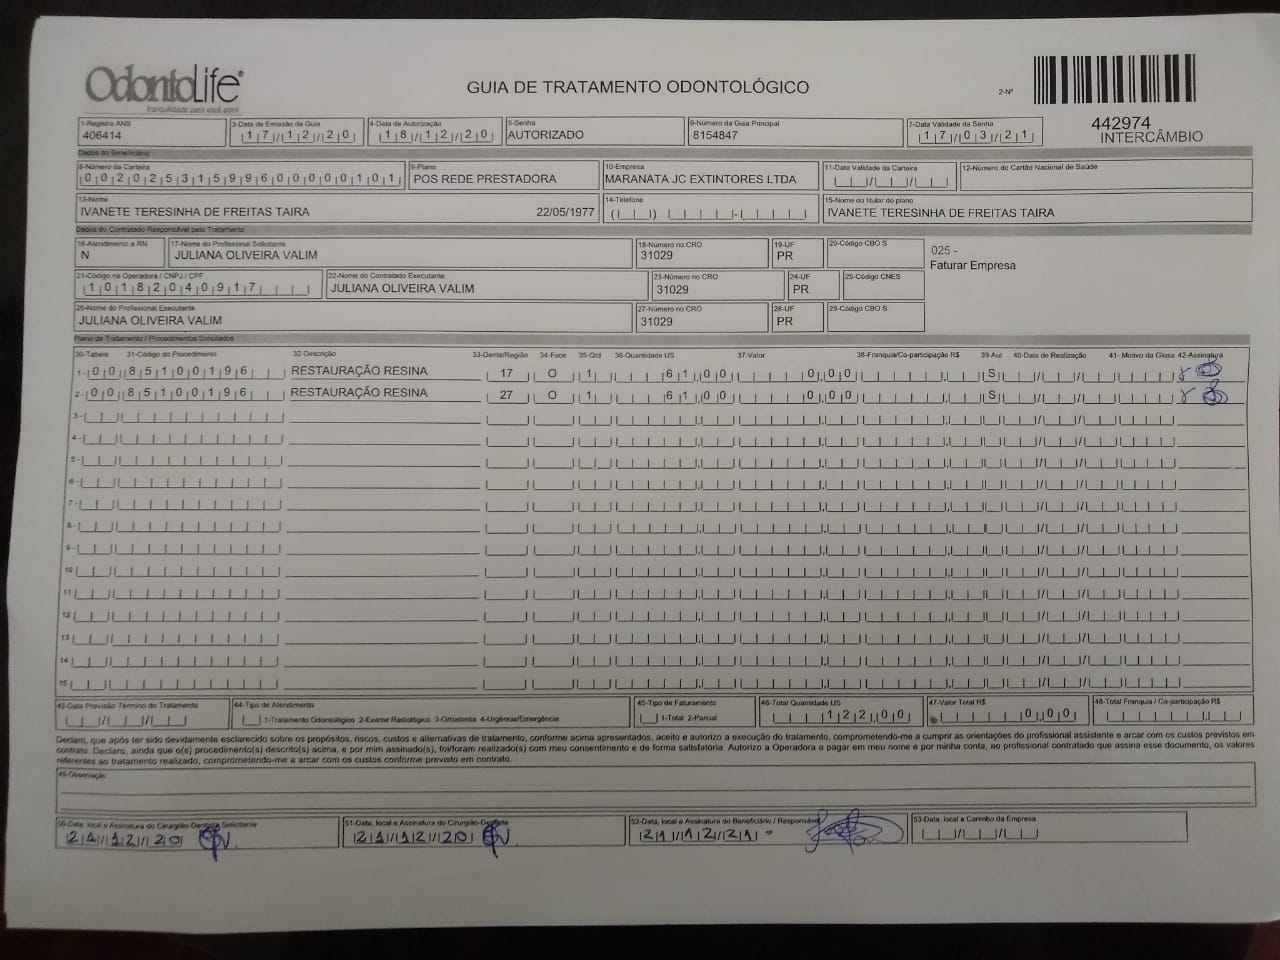 OdontoLife
tranquilidade para você sorrir
GUIA DE TRATAMENTO ODONTOLÓGICO
2-Nº
442974
INTERCÂMBIO
1-Registro ANS
406414
3-Data de Emissão da Guia
17/12/20
4-Data de Autorização
18/12/20
5-Senha
AUTORIZADO
6-Número da Guia Principal
8154847
7-Data Validade da Senha
17/03/21
Dados do Beneficiário
8-Número da Carteira
00202531599600000101
9-Plano
POS REDE PRESTADORA
10-Empresa
MARANATA JC EXTINTORES LTDA
11-Data Validade da Carteira
12-Número do Cartão Nacional de Saúde
13-Nome
IVANETE TERESINHA DE FREITAS TAIRA 22/05/1977
14-Telefone
15-Nome do titular do plano
IVANETE TERESINHA DE FREITAS TAIRA
Dados do Contratado Responsável pelo Tratamento
16-Atendimento a RN
N
17-Nome do Profissional Solicitante
JULIANA OLIVEIRA VALIM
18-Número no CRO
31029
19-UF
PR
20-Código CBO S
025 -
Faturar Empresa
21-Código na Operadora / CNPJ / CPF
10182040917
22-Nome do Contratado Executante
JULIANA OLIVEIRA VALIM
23-Número no CRO
31029
24-UF
PR
25-Código CNES
26-Nome do Profissional Executante
JULIANA OLIVEIRA VALIM
27-Número no CRO
31029
28-UF
PR
29-Código CBO S
Plano de Tratamento / Procedimentos Solicitados
30-Tabela 31-Código do Procedimento 32-Descrição 33-Dente/Região 34-Face 35-Qtd 36-Quantidade US 37-Valor 38-Franquia/Co-participação R$ 39-Aut 40-Data de Realização 41- Motivo da Glosa 42-Assinatura
1- 00 85100196 RESTAURAÇÃO RESINA 17 O 1 61,00 0,00 S
2- 00 85100196 RESTAURAÇÃO RESINA 27 O 1 61,00 0,00 S
3-
4-
5-
6-
7-
8-
9-
10
11
12
13
14
15
43-Data Previsão Término do Tratamento
44-Tipo de Atendimento
1-Tratamento Odontológico 2-Exame Radiológico 3-Ortodontia 4-Urgência/Emergência
45-Tipo de Faturamento
1-Total 2-Parcial
46-Total Quantidade US
122,00
47-Valor Total R$
0,00
48-Total Franquia / Co-participação R$
Declaro, que após ter sido devidamente esclarecido sobre os propósitos, riscos, custos e alternativas de tratamento, conforme acima apresentados, aceito e autorizo a execução do tratamento, comprometendo-me a cumprir as orientações do profissional assistente e arcar com os custos previstos em
contrato. Declaro, ainda que o(s) procedimento(s) descrito(s) acima, e por mim assinado(s), foi/foram realizado(s) com meu consentimento e de forma satisfatória. Autorizo a Operadora a pagar em meu nome e por minha conta, ao profissional contratado que assina esse documento, os valores
referentes ao tratamento realizado, comprometendo-me a arcar com os custos conforme previsto em contrato.
49-Observação
50-Data, local e Assinatura do Cirurgião-Dentista Solicitante
21/12/20
51-Data, local e Assinatura do Cirurgião-Dentista
21/12/20
52-Data, local e Assinatura do Beneficiário / Responsável
21/12/21
53-Data, local e Carimbo da Empresa